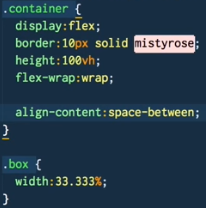 .container {
display:flex;
border:10px solid mistyrose;
height:100vh;
flex-wrap:wrap;
align-content:space-between;
}
.box {
width:33.333%;
}